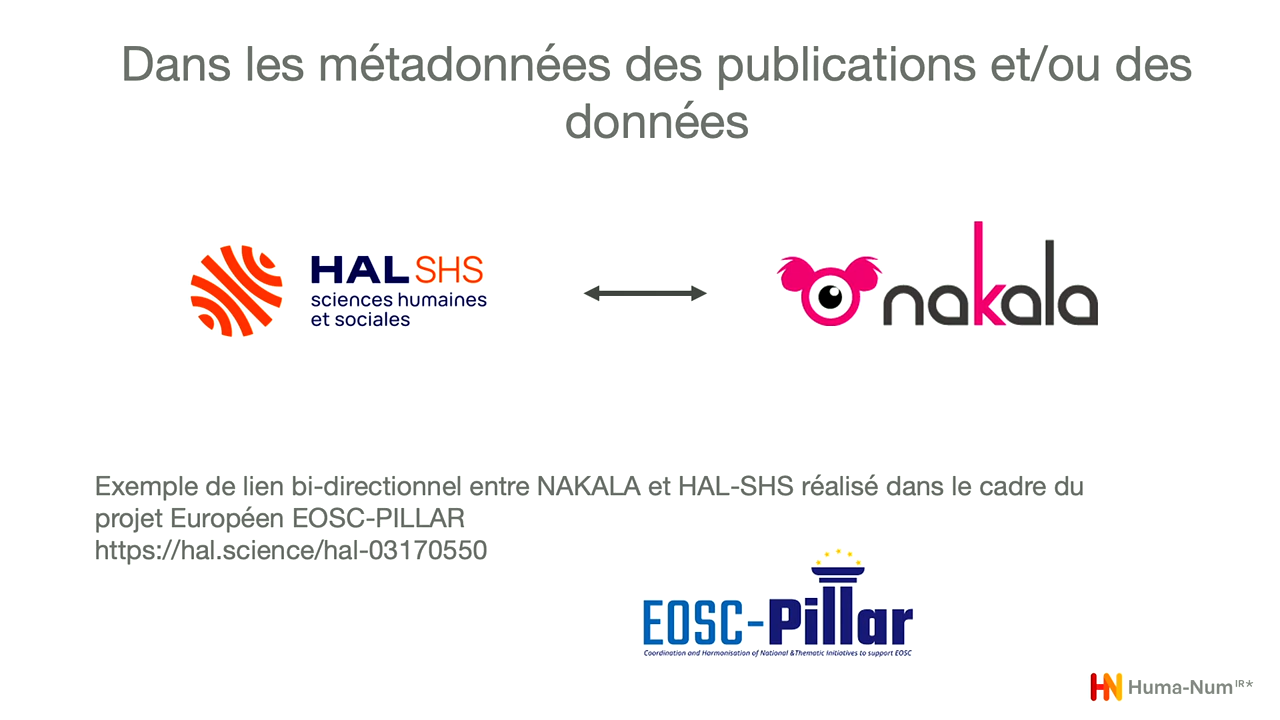 Dans les métadonnées des publications et/ou des
données
HAL SHS
sciences humaines
et sociales
nakala
Exemple de lien bi-directionnel entre NAKALA et HAL-SHS réalisé dans le cadre du
projet Européen EOSC-PILLAR
https://hal.science/hal-03170550
EOSC-Pillar
Coordination and Harmonisation of National &Thematic Initiatives to support EOSC
HN Huma-Num IR*